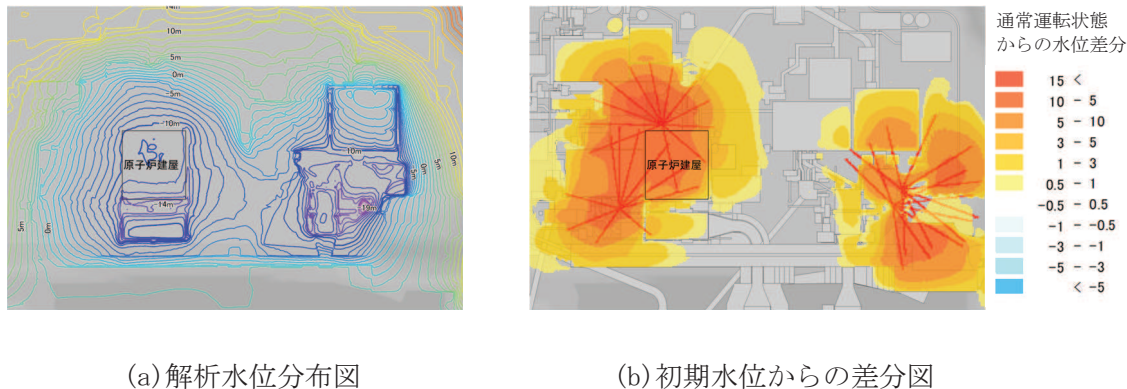 14m
10m
5m
0m
-5m
-10m
原子炉建屋
-14m
10m
-19m
5m
0m
0m
5m
10m
原子炉建屋
通常運転状態
からの水位差分
15 <
10 - 5
5 - 10
3 - 5
1 - 3
0.5 - 1
-0.5 - 0.5
-1 - -0.5
-3 - -1
-5 - -3
< -5
(a)解析水位分布図
(b)初期水位からの差分図